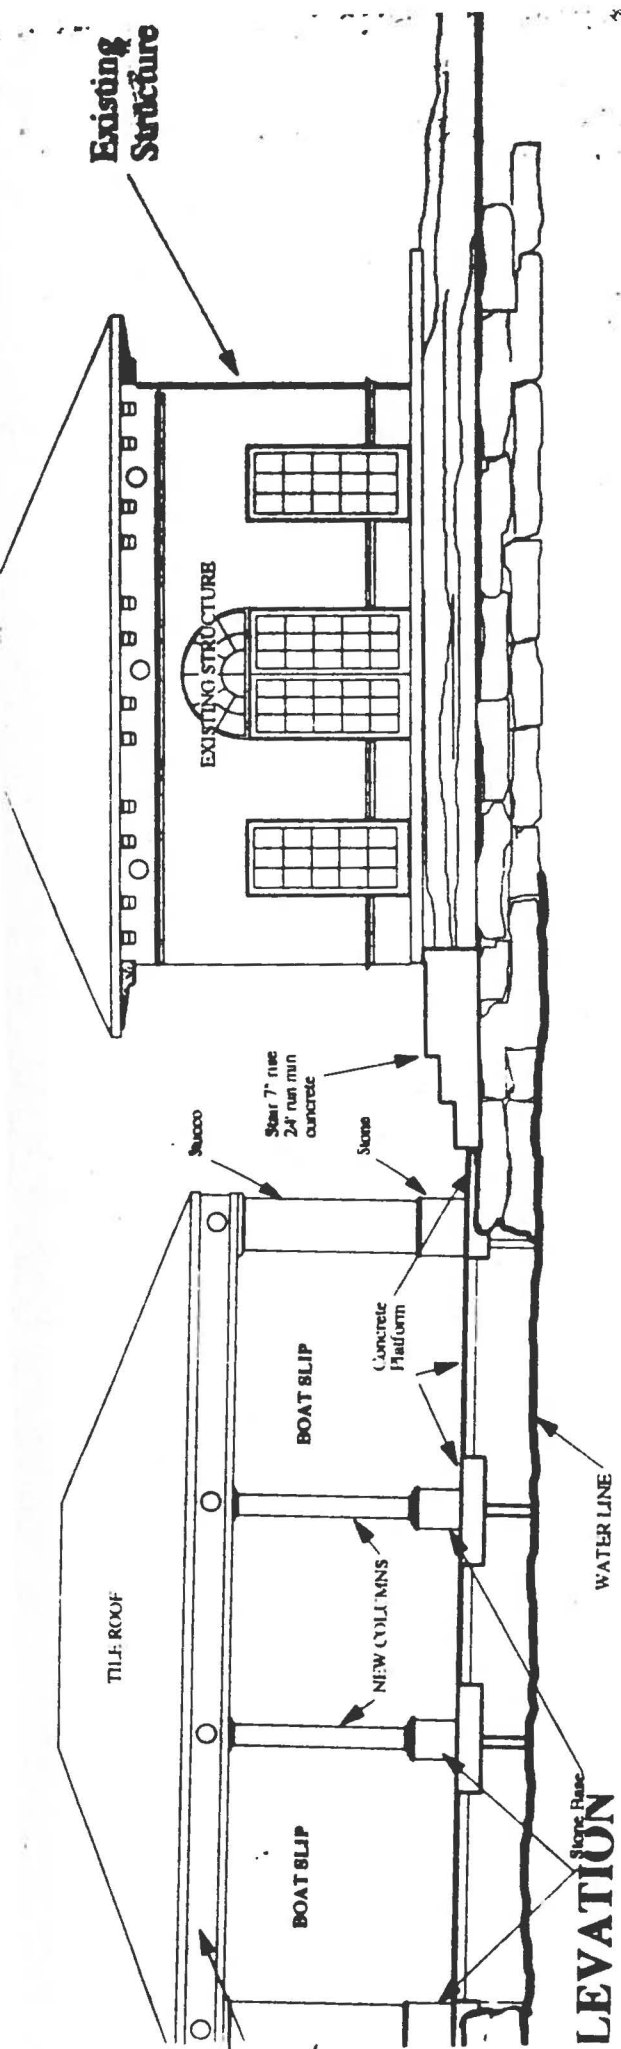 Existing
Structure
EXISTING STRUCTURE
Stucco
Stair 7" rise
24' run min
concrete
Stone
TILE ROOF
BOAT SLIP
BOAT SLIP
Concrete
Platform
NEW COLUMNS
WATER LINE
Stone Base
LEVATION